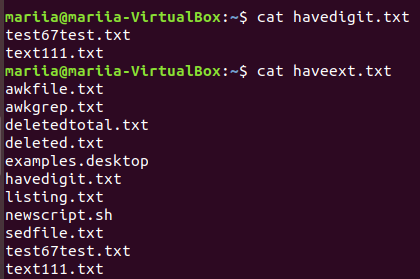 mariia@mariia-VirtualBox:~$ cat havedigit.txt
test67test.txt
text111.txt
mariia@mariia-VirtualBox:~$ cat haveext.txt
awkfile.txt
awkgrep.txt
deletedtotal.txt
deleted.txt
examples.desktop
havedigit.txt
listing.txt
newscript.sh
sedfile.txt
test67test.txt
text111.txt